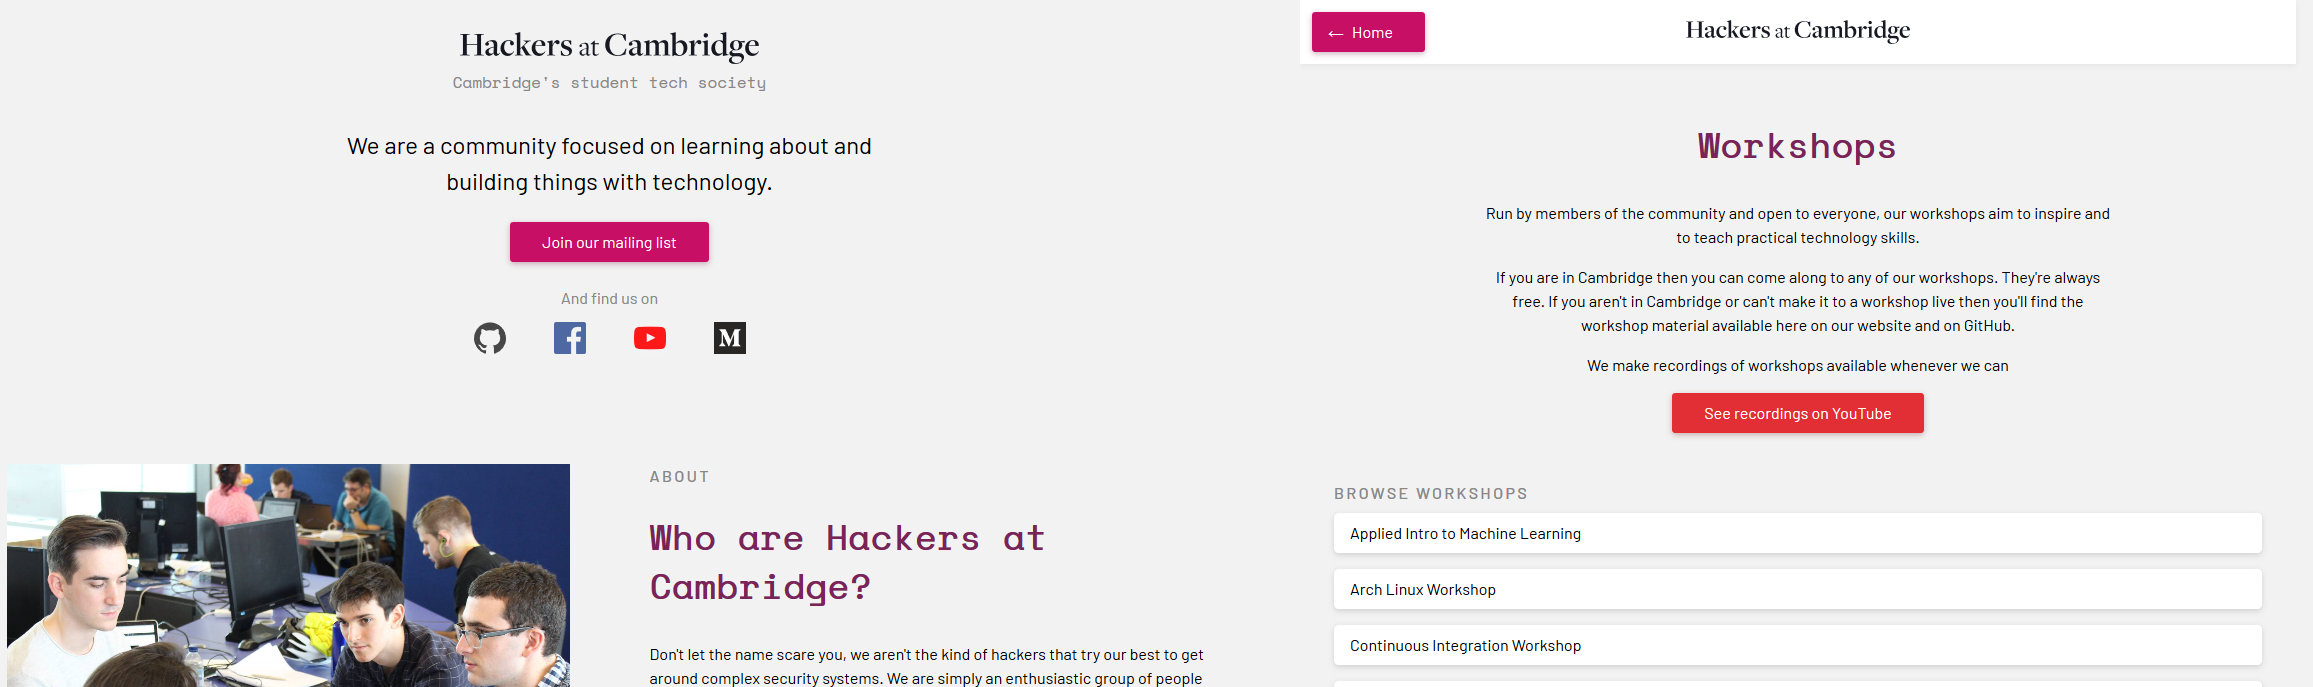 Hackers at Cambridge
Cambridge's student tech society
We are a community focused on learning about and
building things with technology.
Join our mailing list
And find us on
M
ABOUT
Who are Hackers at
Cambridge?
Don't let the name scare you, we aren't the kind of hackers that try our best to get
around complex security systems. We are simply an enthusiastic group of people
← Home
Hackers at Cambridge
Workshops
Run by members of the community and open to everyone, our workshops aim to inspire and
to teach practical technology skills.
If you are in Cambridge then you can come along to any of our workshops. They're always
free. If you aren't in Cambridge or can't make it to a workshop live then you'll find the
workshop material available here on our website and on GitHub.
We make recordings of workshops available whenever we can
See recordings on YouTube
BROWSE WORKSHOPS
Applied Intro to Machine Learning
Arch Linux Workshop
Continuous Integration Workshop